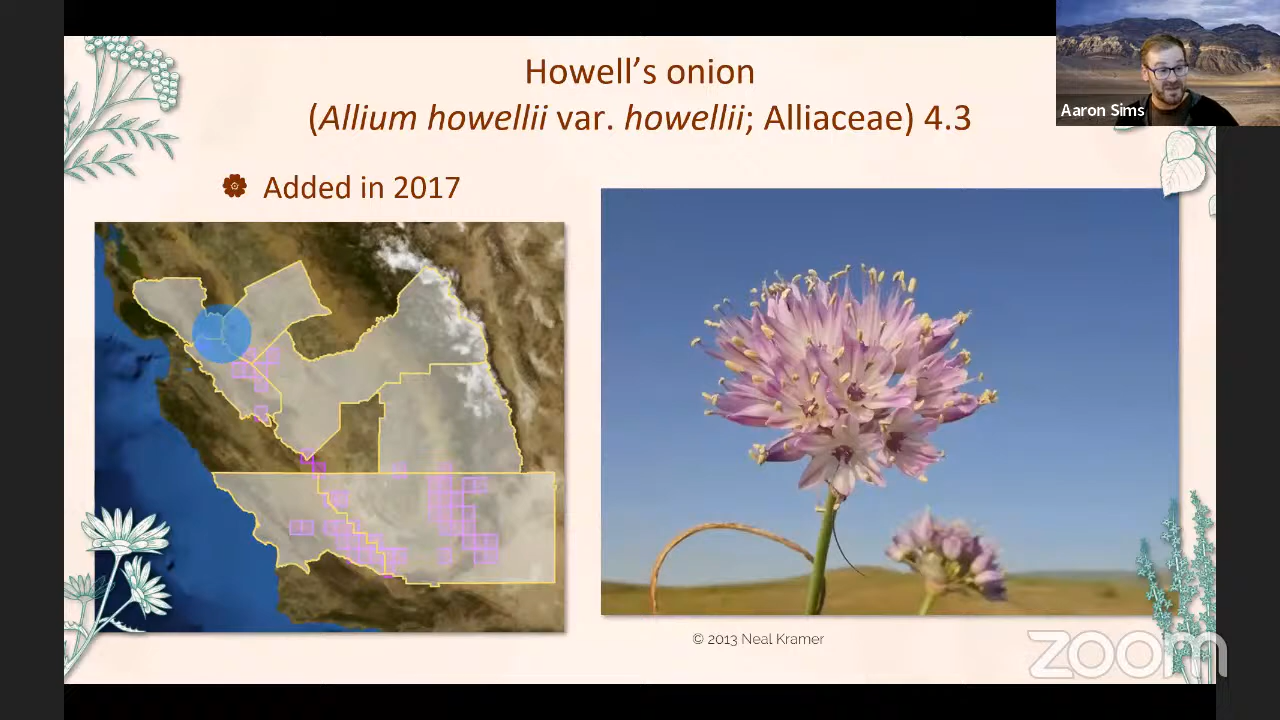 Howell’s onion
(Allium howellii var. howellii; Alliaceae) 4.3
Aaron Sims
Added in 2017
© 2013 Neal Kramer
zoom